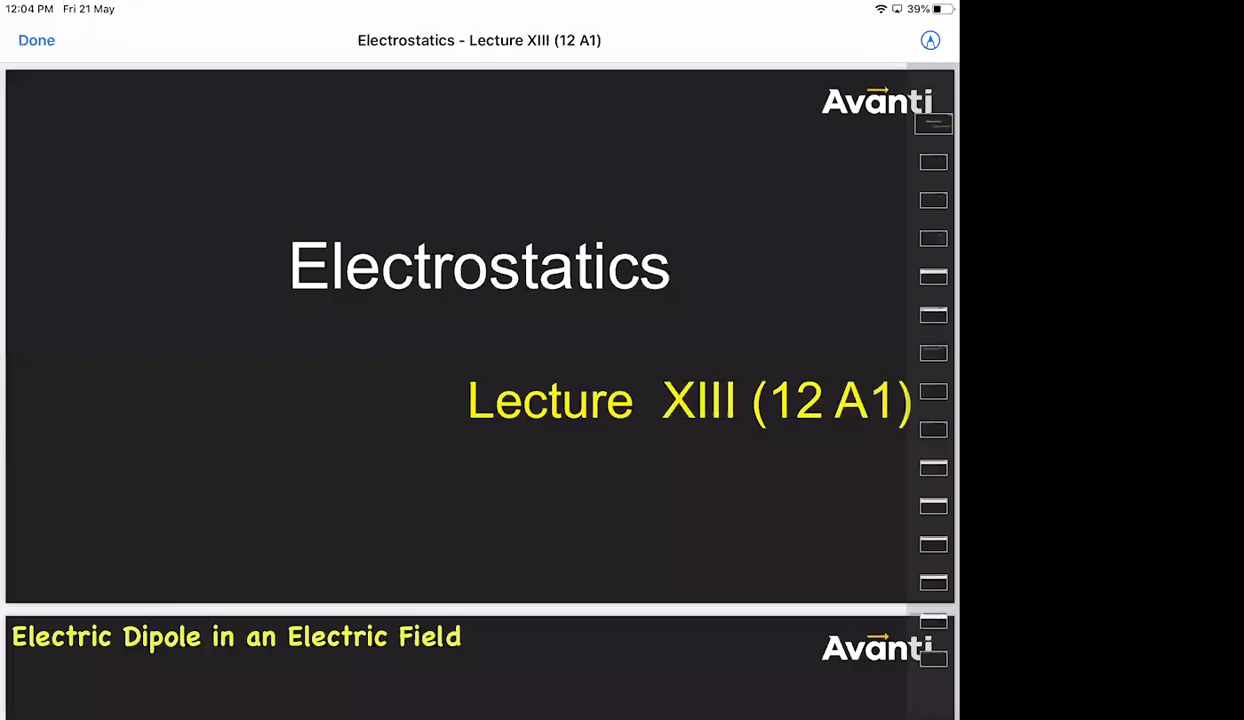 12:04 PM Fri 21 May
39%
Done
Electrostatics - Lecture XIII (12 A1)
Avanti
Electrostatics
Lecture XIII (12 A1)
Electric Dipole in an Electric Field
Avanti